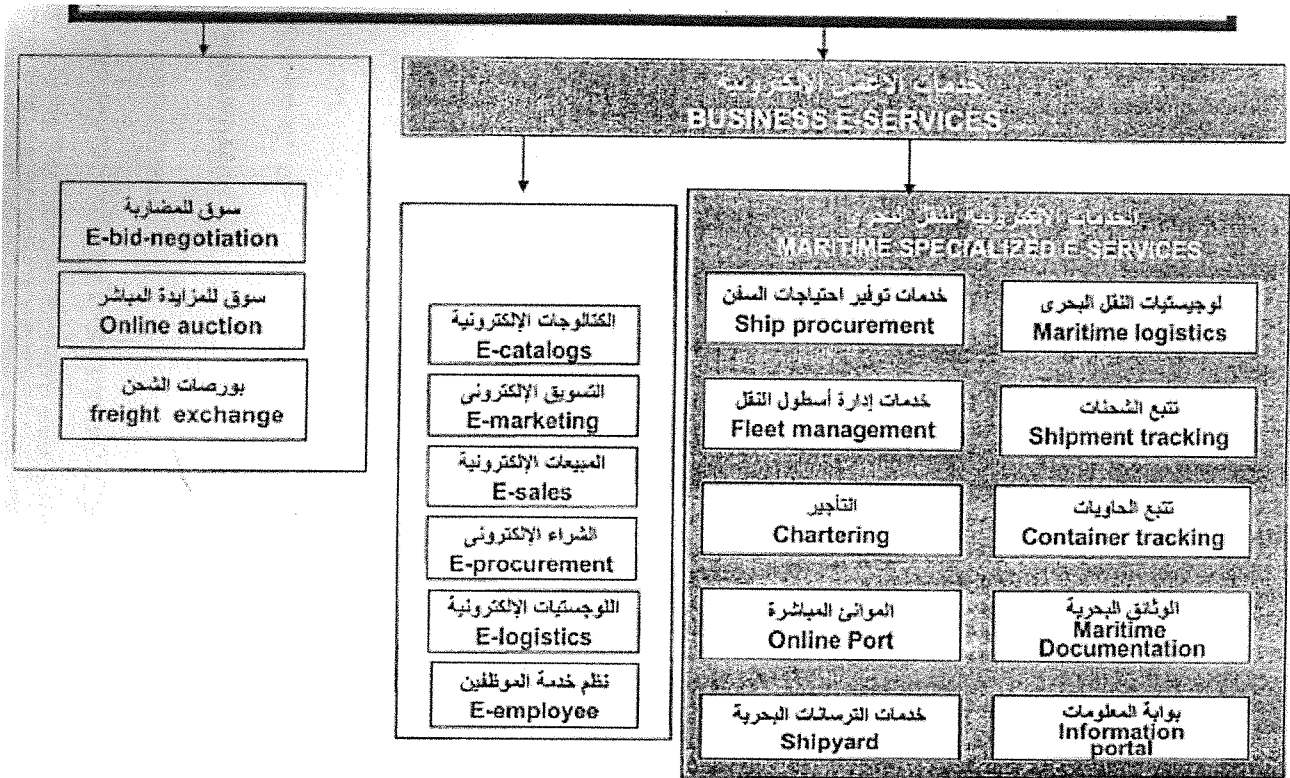 خدمات الأعمال الإلكترونية
BUSINESS E-SERVICES
سوق للمضاربة
E-bid-negotiation
سوق للمزايدة المباشر
Online auction
بورصات الشحن
freight exchange
الكتالوجات الإلكترونية
E-catalogs
التسويق الإلكترونى
E-marketing
المبيعات الإلكترونية
E-sales
الشراء الإلكترونى
E-procurement
اللوجستيات الإلكترونية
E-logistics
نظم خدمة الموظفين
E-employee
الخدمات الإلكترونية للنقل البحرى
MARITIME SPECIALIZED E-SERVICES
خدمات توفير احتياجات السفن
Ship procurement
لوجيستيات النقل البحرى
Maritime logistics
خدمات إدارة أسطول النقل
Fleet management
تتبع الشحنات
Shipment tracking
التأجير
Chartering
تتبع الحاويات
Container tracking
الموانئ المباشرة
Online Port
الوثائق البحرية
Maritime
Documentation
خدمات الترسانات البحرية
Shipyard
بوابة المعلومات
Information
portal